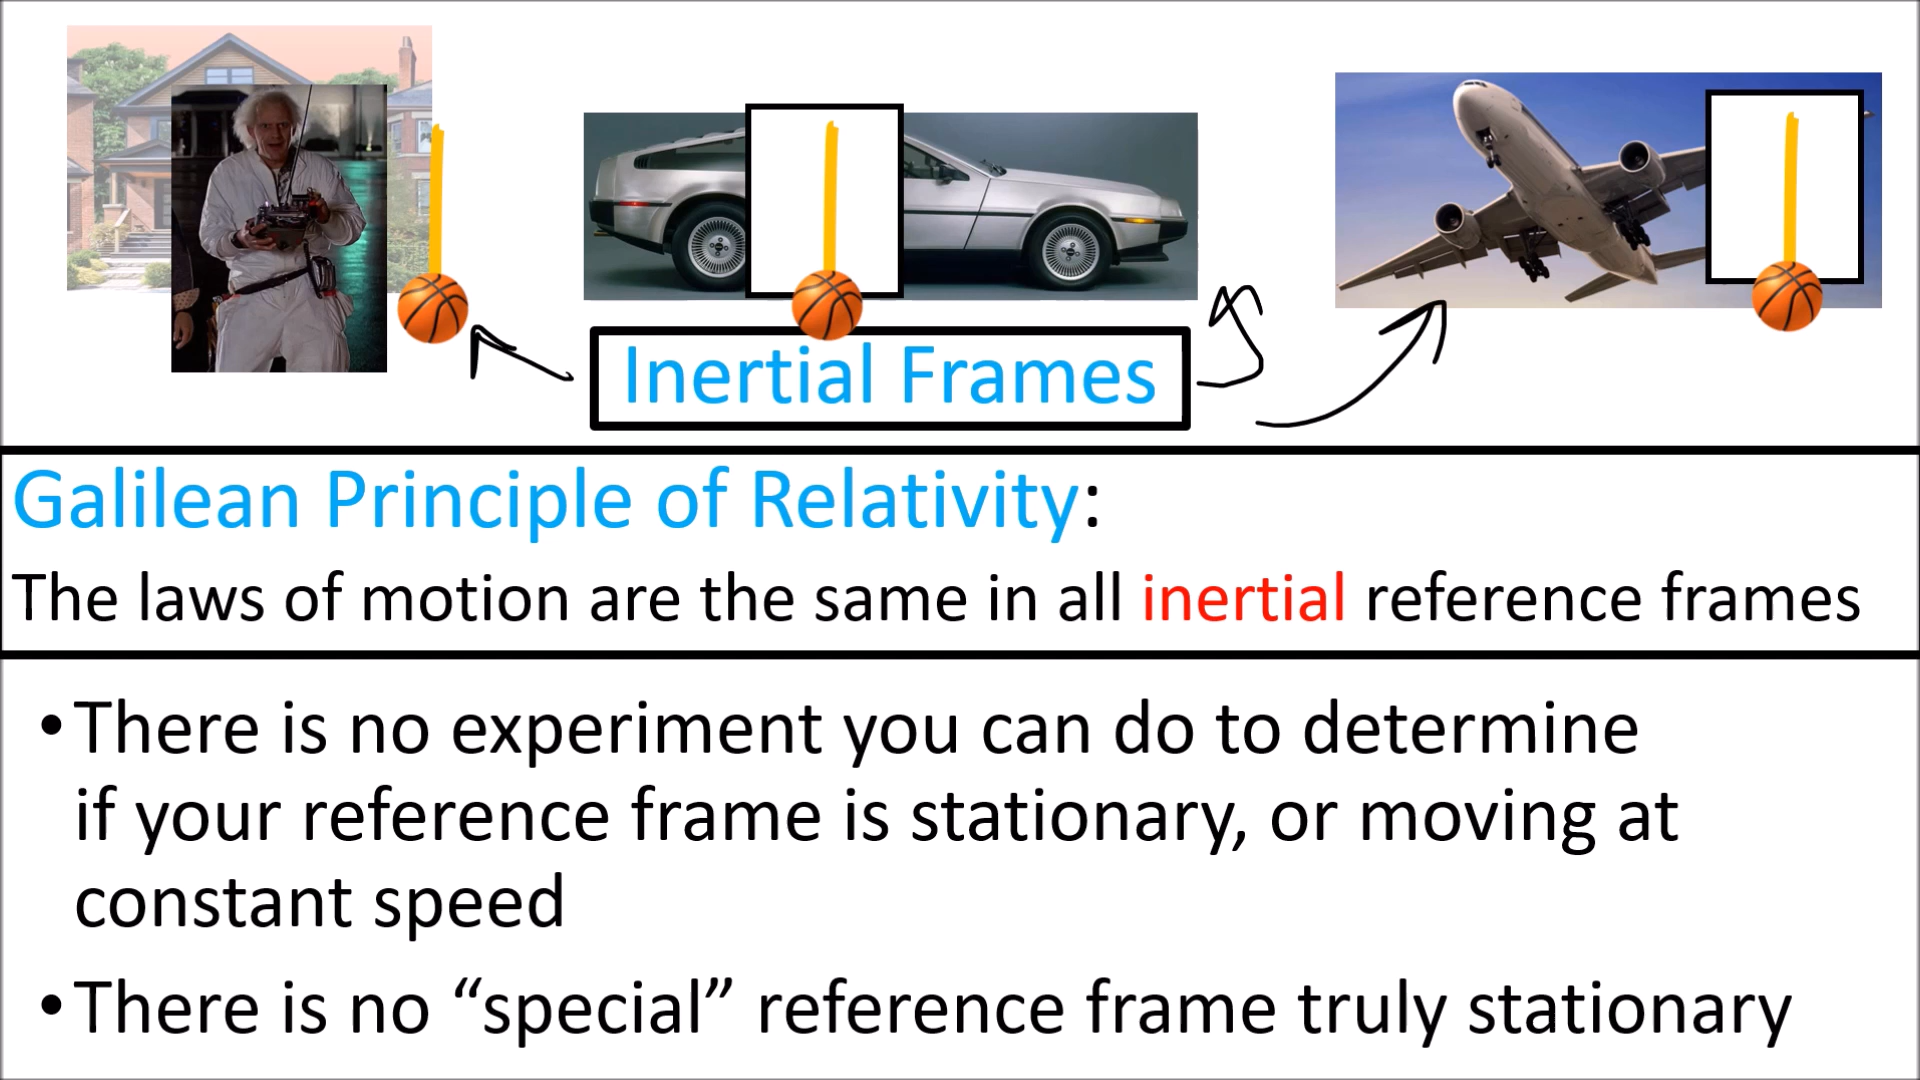 Inertial Frames
Galilean Principle of Relativity:
The laws of motion are the same in all inertial reference frames
•There is no experiment you can do to determine
if your reference frame is stationary, or moving at
constant speed
•There is no “special” reference frame truly stationary